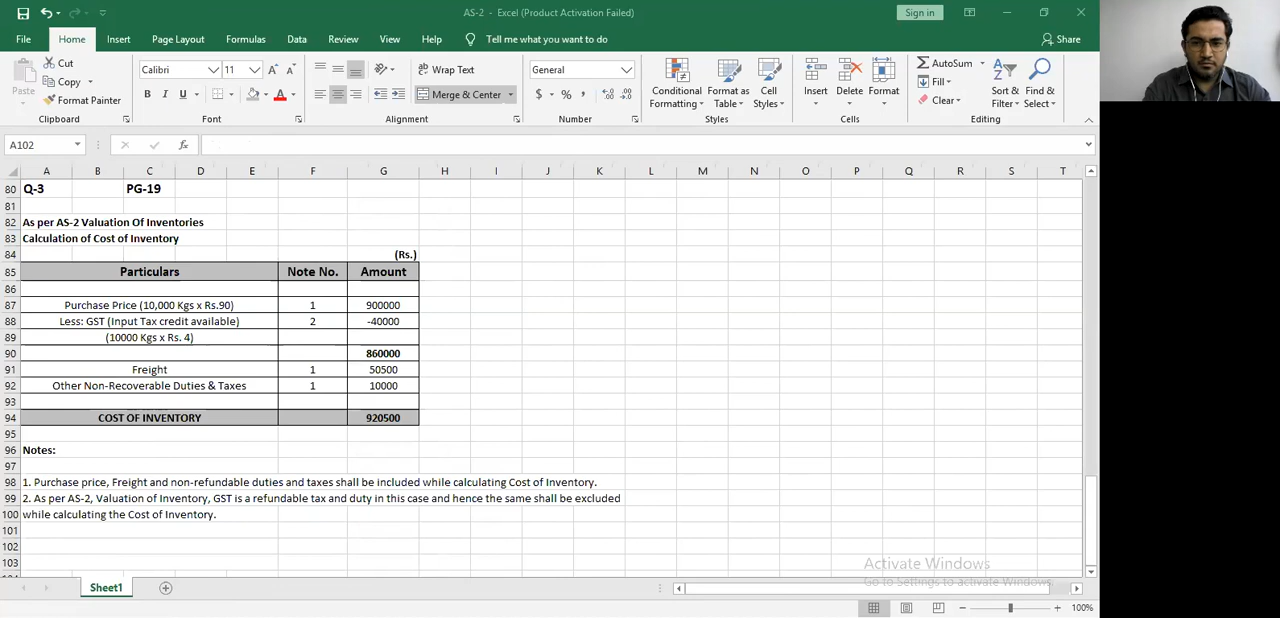 AS-2 - Excel (Product Activation Failed)
Sign in
File Home Insert Page Layout Formulas Data Review View Help Tell me what you want to do Share
Paste
Cut
Copy
Format Painter
Clipboard
Calibri 11
B I U
Font
Wrap Text
Merge & Center
Alignment
General
$ % ,
Number
Conditional Formatting
Format as Table
Cell Styles
Styles
Insert Delete Format
Cells
AutoSum
Fill
Clear
Sort & Filter
Find & Select
Editing
A102
fx
A B C D E F G H I J K L M N O P Q R S T
80 Q-3 PG-19
81
82 As per AS-2 Valuation Of Inventories
83 Calculation of Cost of Inventory
84 (Rs.)
85 Particulars Note No. Amount
86
87 Purchase Price (10,000 Kgs x Rs.90) 1 900000
88 Less: GST (Input Tax credit available) 2 -40000
89 (10000 Kgs x Rs. 4)
90 860000
91 Freight 1 50500
92 Other Non-Recoverable Duties & Taxes 1 10000
93
94 COST OF INVENTORY 920500
95
96 Notes:
97
98 1. Purchase price, Freight and non-refundable duties and taxes shall be included while calculating Cost of Inventory.
99 2. As per AS-2, Valuation of Inventory, GST is a refundable tax and duty in this case and hence the same shall be excluded
100 while calculating the Cost of Inventory.
101
102
103
Activate Windows
Go to Settings to activate Windows.
Sheet1
100%